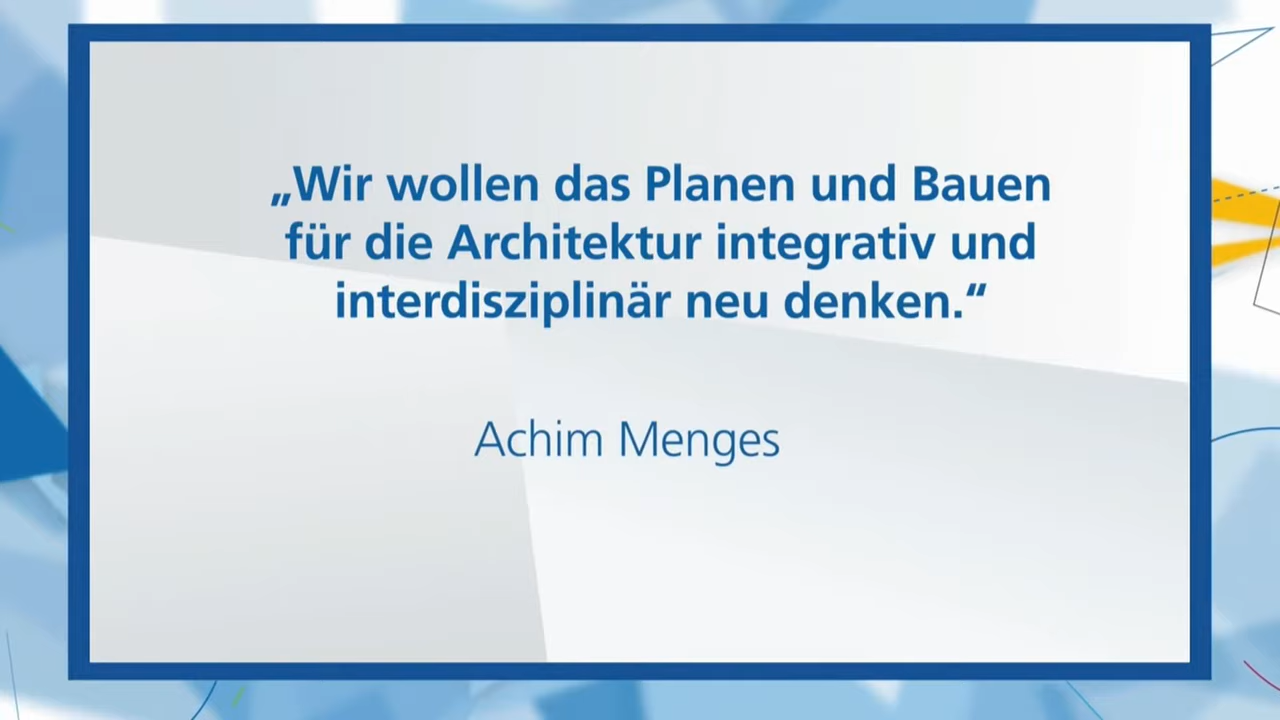 „Wir wollen das Planen und Bauen
für die Architektur integrativ und
interdisziplinär neu denken.“
Achim Menges